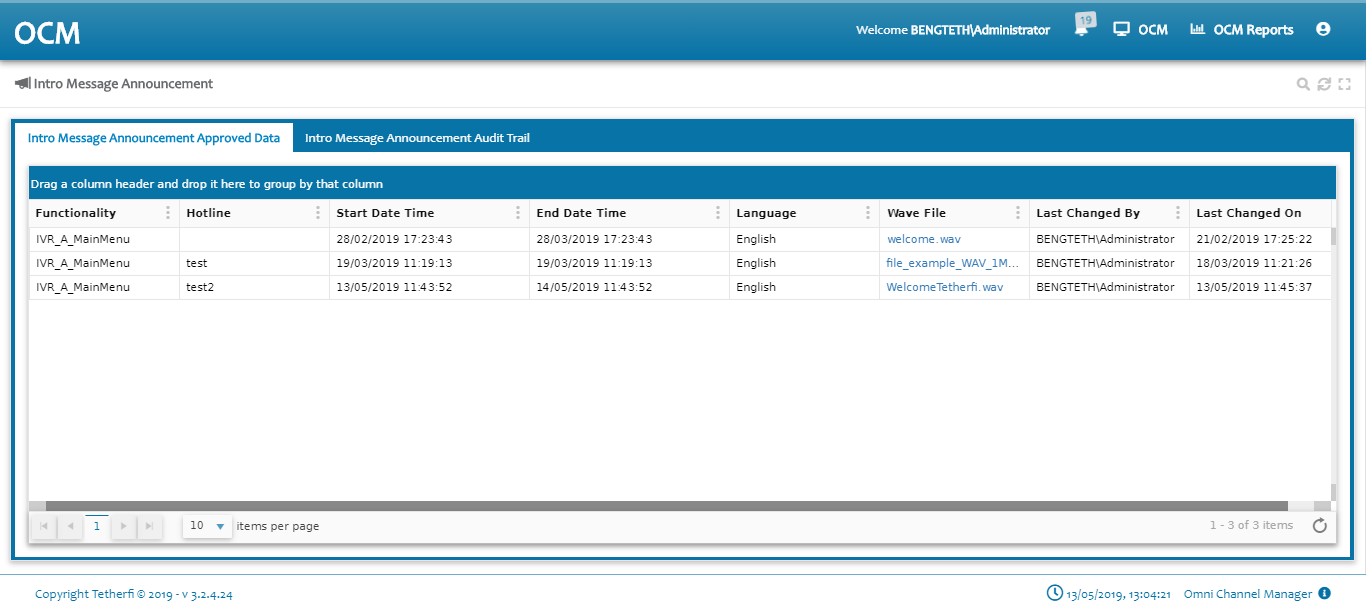 OCM
Welcome BENGTETH\Administrator 19 OCM OCM Reports
Intro Message Announcement
Intro Message Announcement Approved Data Intro Message Announcement Audit Trail
Drag a column header and drop it here to group by that column
Functionality Hotline Start Date Time End Date Time Language Wave File Last Changed By Last Changed On
IVR_A_MainMenu 28/02/2019 17:23:43 28/03/2019 17:23:43 English welcome.wav BENGTETH\Administrator 21/02/2019 17:25:22
IVR_A_MainMenu test 19/03/2019 11:19:13 19/03/2019 11:19:13 English file_example_WAV_1M... BENGTETH\Administrator 18/03/2019 11:21:26
IVR_A_MainMenu test2 13/05/2019 11:43:52 14/05/2019 11:43:52 English WelcomeTetherfi.wav BENGTETH\Administrator 13/05/2019 11:45:37
1 10 items per page 1 - 3 of 3 items
Copyright Tetherfi © 2019 - v 3.2.4.24 13/05/2019, 13:04:21 Omni Channel Manager